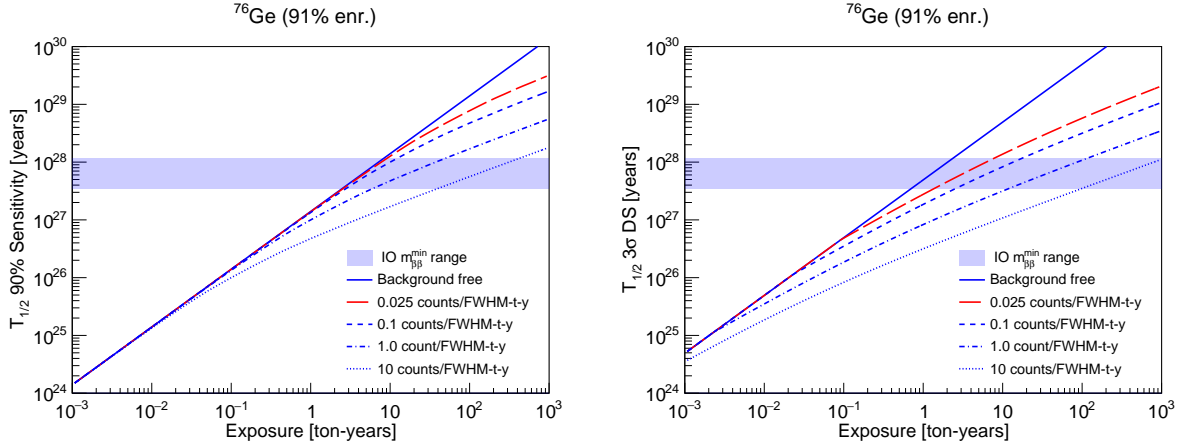 ⁷⁶Ge (91% enr.)
T₁/₂ 90% Sensitivity [years]
10³⁰
10²⁹
10²⁸
10²⁷
10²⁶
10²⁵
10²⁴
IO mββᵐⁱⁿ range
Background free
0.025 counts/FWHM-t-y
0.1 counts/FWHM-t-y
1.0 count/FWHM-t-y
10 counts/FWHM-t-y
10⁻³ 10⁻² 10⁻¹ 1 10 10² 10³
Exposure [ton-years]
⁷⁶Ge (91% enr.)
T₁/₂ 3σ DS [years]
10³⁰
10²⁹
10²⁸
10²⁷
10²⁶
10²⁵
10²⁴
IO mββᵐⁱⁿ range
Background free
0.025 counts/FWHM-t-y
0.1 counts/FWHM-t-y
1.0 count/FWHM-t-y
10 counts/FWHM-t-y
10⁻³ 10⁻² 10⁻¹ 1 10 10² 10³
Exposure [ton-years]